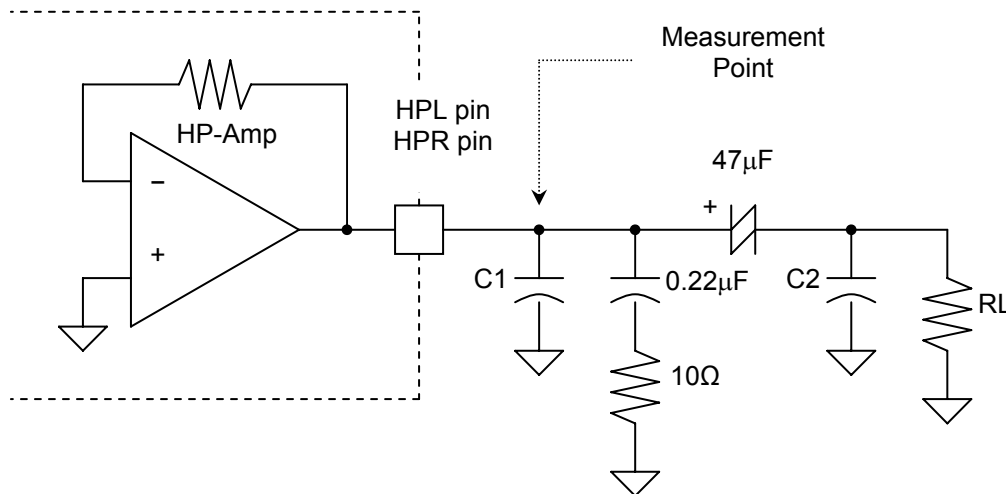 Measurement
Point
HPL pin
HPR pin
HP-Amp
−
+
47μF
+
C1
0.22μF
C2
RL
10Ω